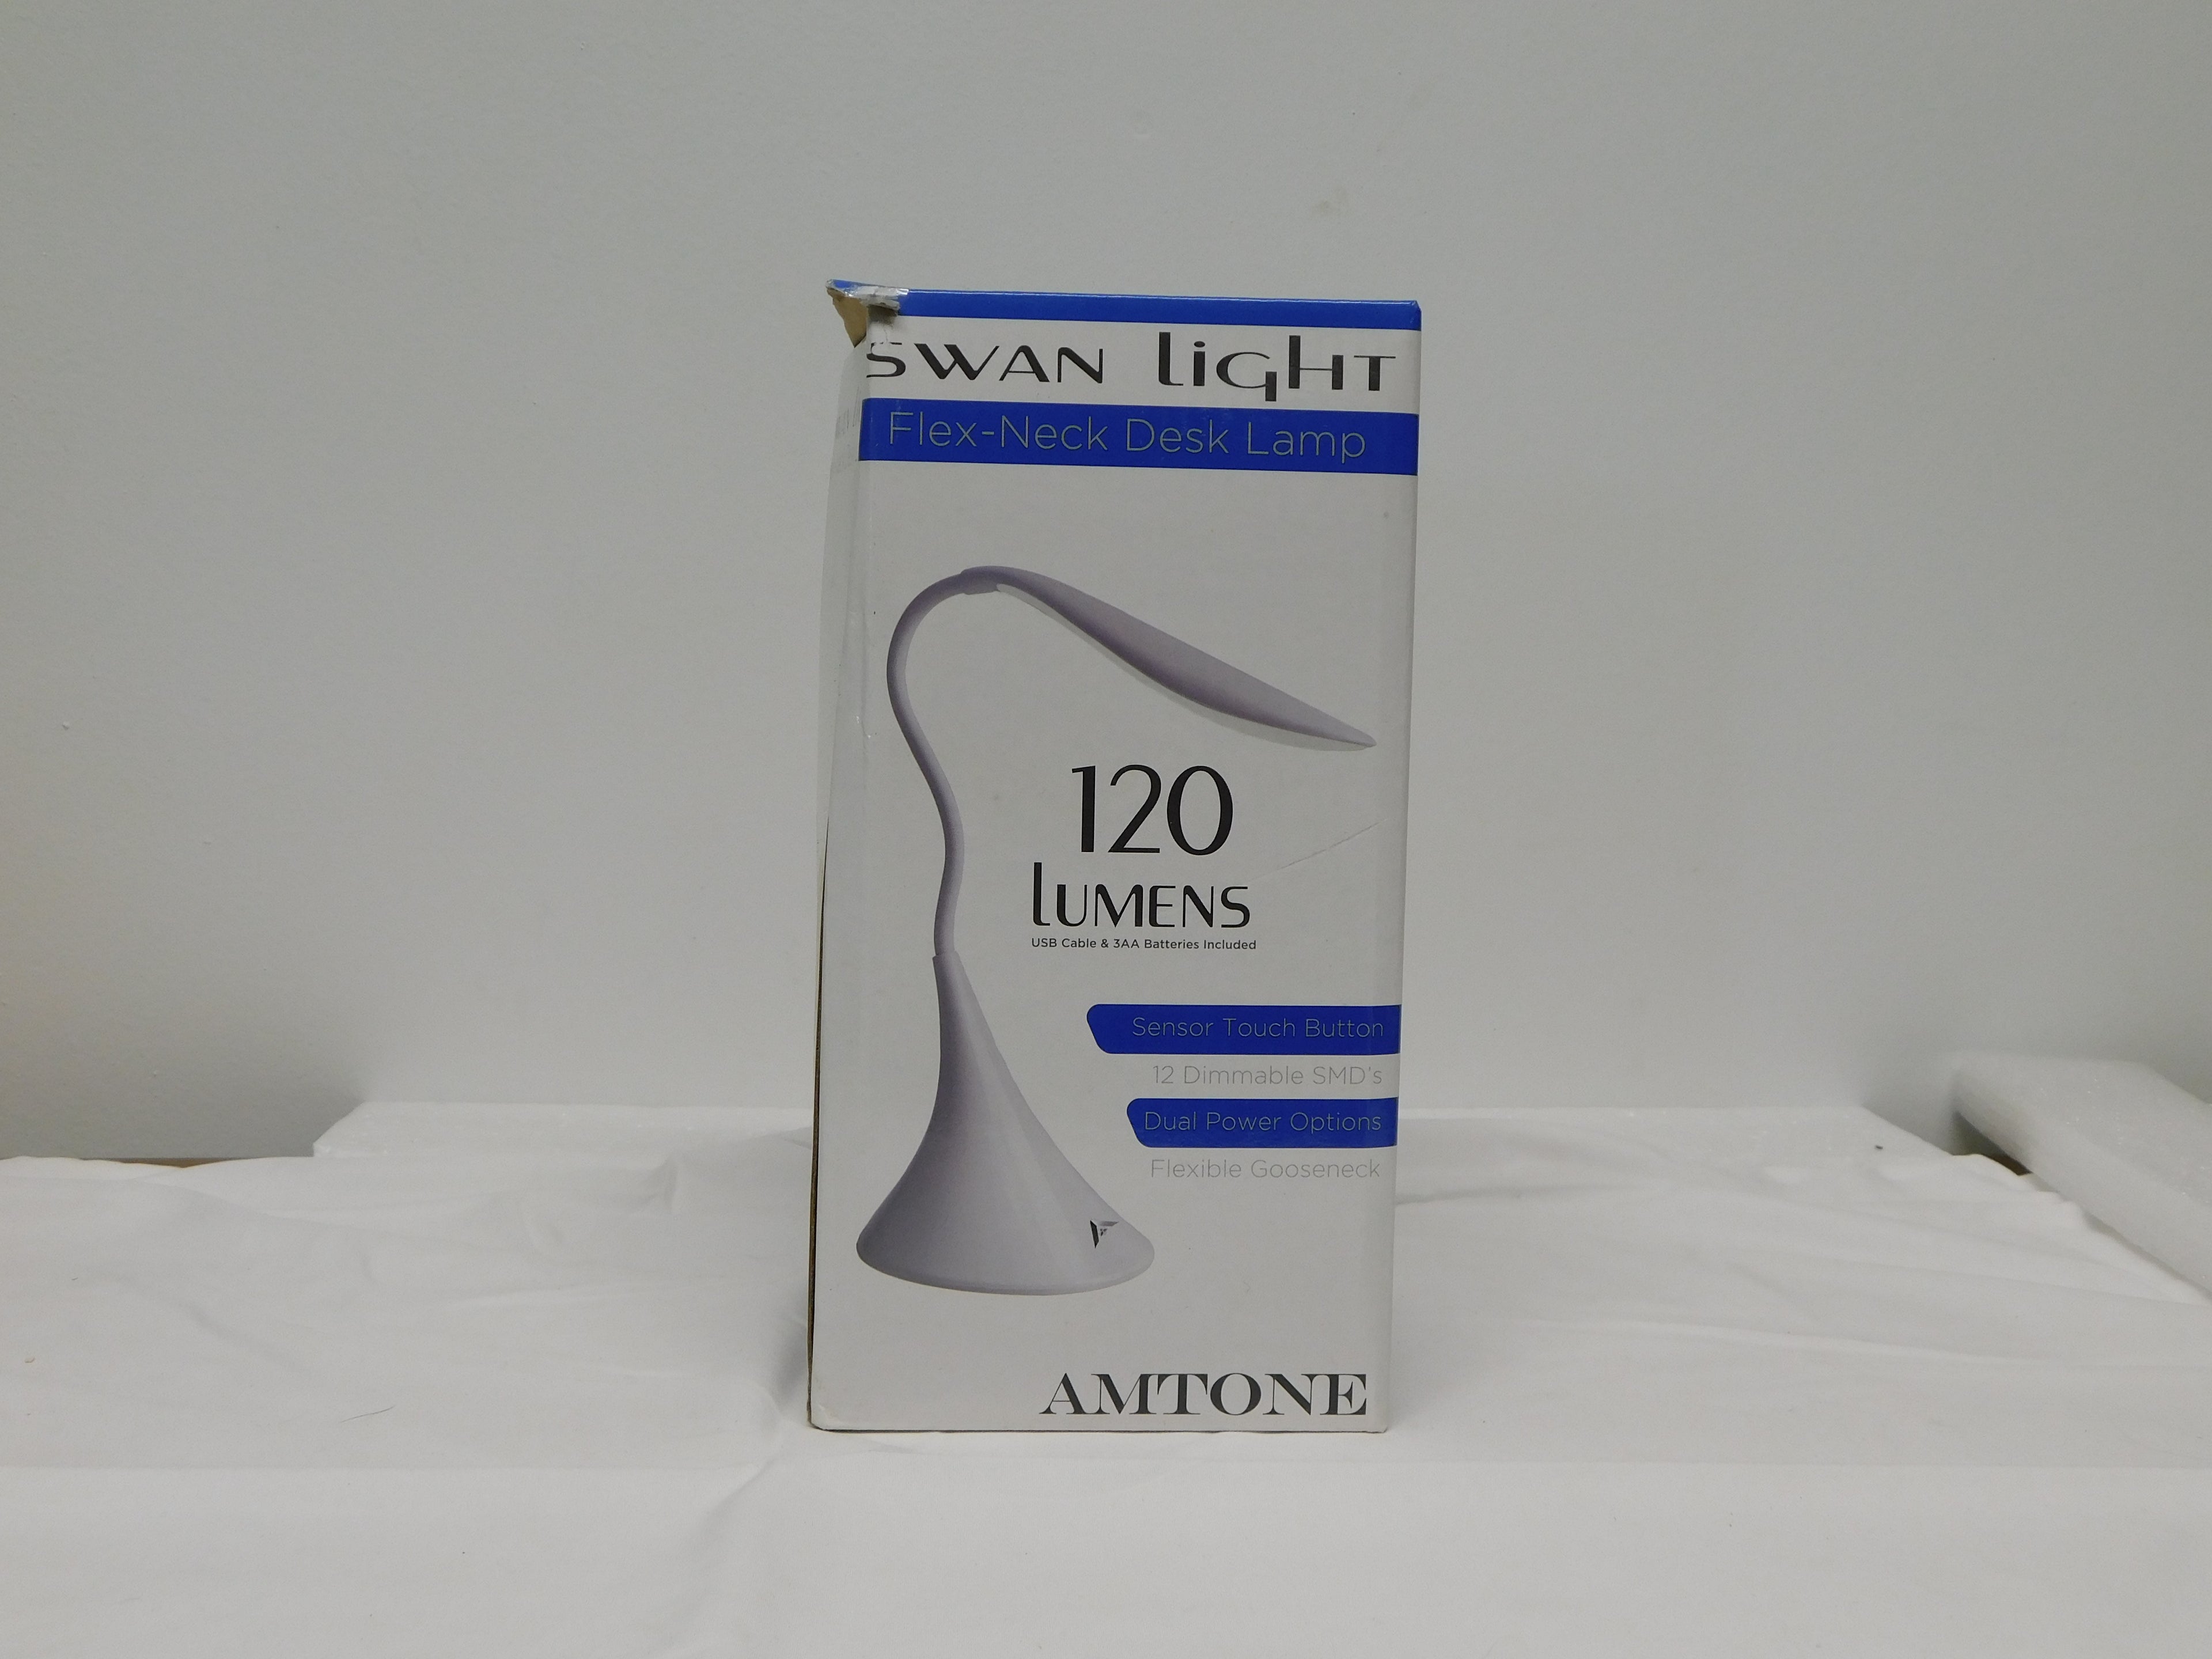 SWAN LIGHT
Flex-Neck Desk Lamp
120
LUMENS
USB Cable & 3AA Batteries Included
Sensor Touch Button
12 Dimmable SMD's
Dual Power Options
Flexible Gooseneck
AMTONE